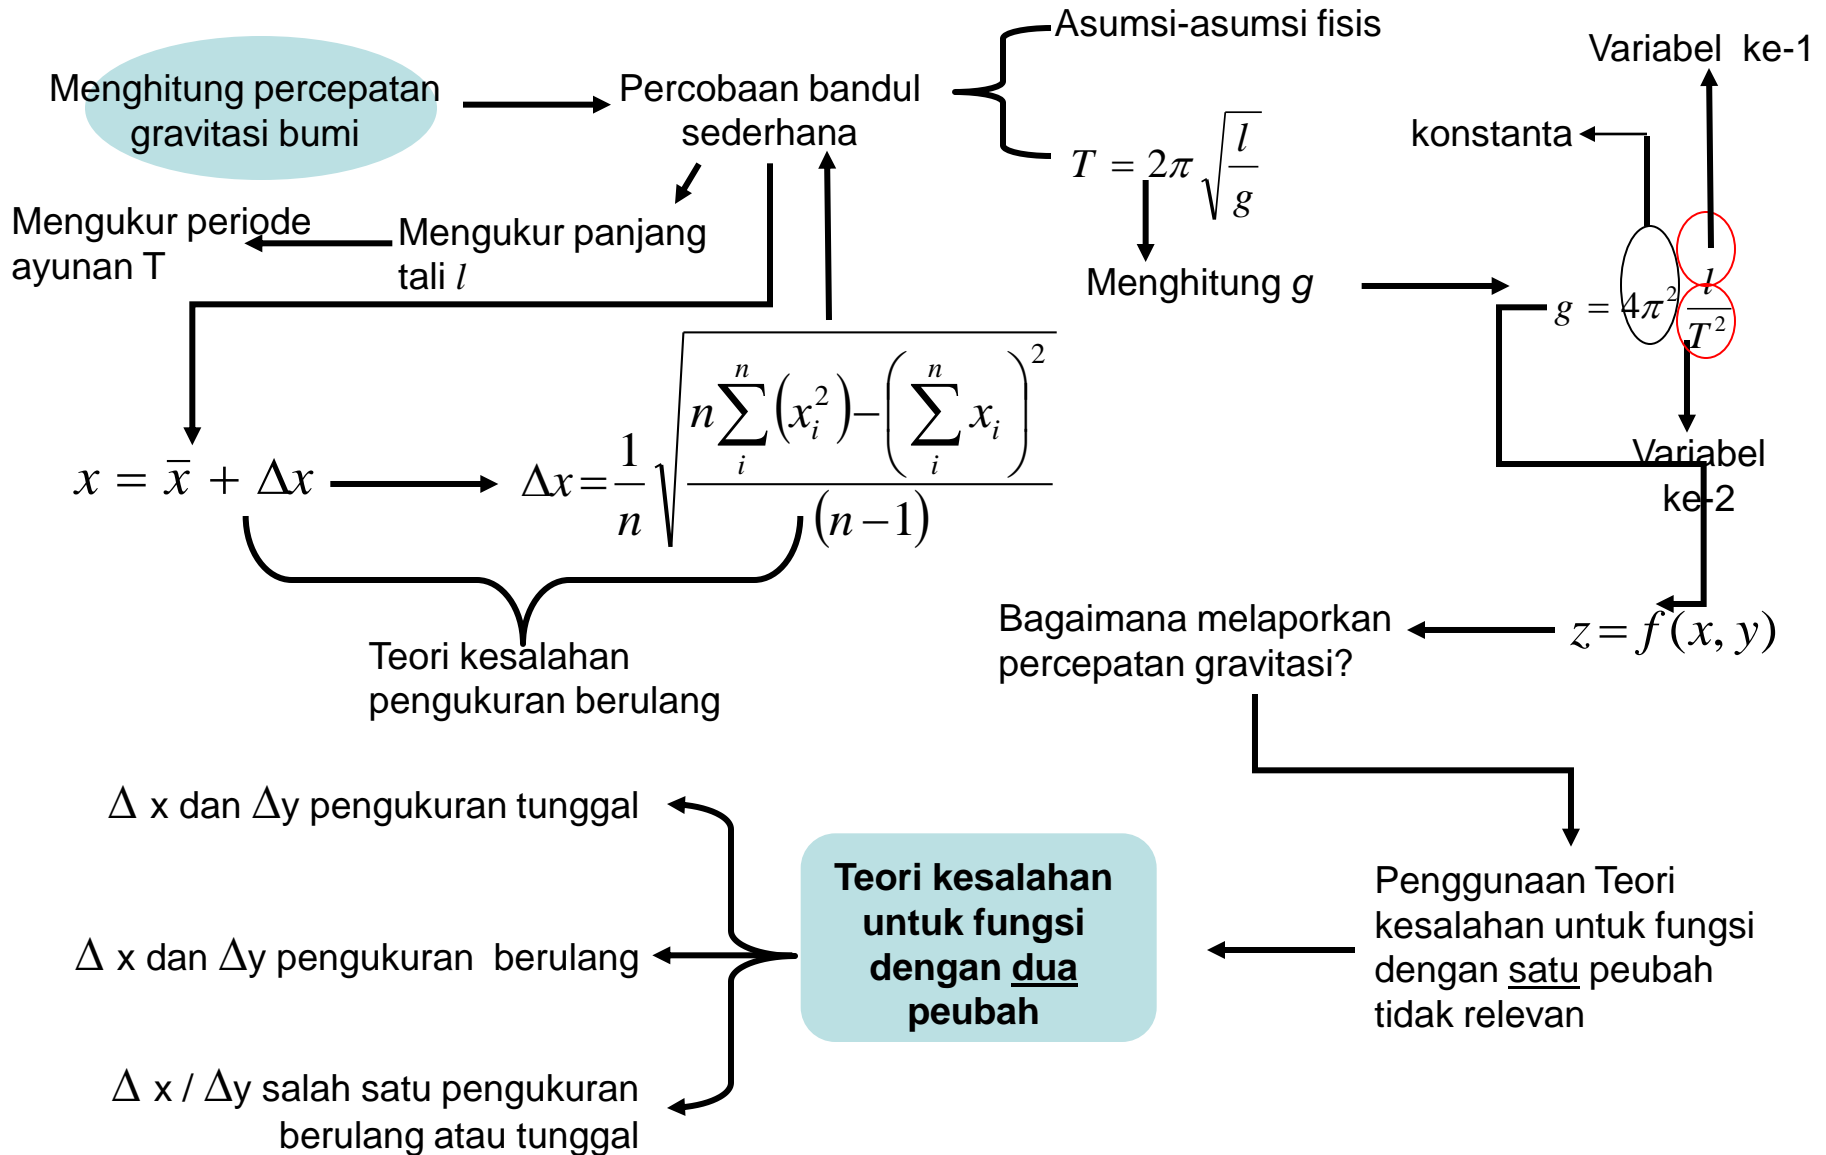 Menghitung percepatan
gravitasi bumi
Percobaan bandul
sederhana
Asumsi-asumsi fisis
T = 2π √(l/g)
Variabel ke-1
konstanta
Mengukur periode
ayunan T
Mengukur panjang
tali l
Menghitung g
g = 4π² l/T²
Variabel
ke-2
x = x̅ + Δx
Δx = 1/n √((n∑ᵢⁿ(xᵢ²) − (∑ᵢⁿ xᵢ)²)/(n−1))
Teori kesalahan
pengukuran berulang
Bagaimana melaporkan
percepatan gravitasi?
z = f(x, y)
Δ x dan Δy pengukuran tunggal
Δ x dan Δy pengukuran berulang
Δ x / Δy salah satu pengukuran
berulang atau tunggal
Teori kesalahan
untuk fungsi
dengan dua
peubah
Penggunaan Teori
kesalahan untuk fungsi
dengan satu peubah
tidak relevan